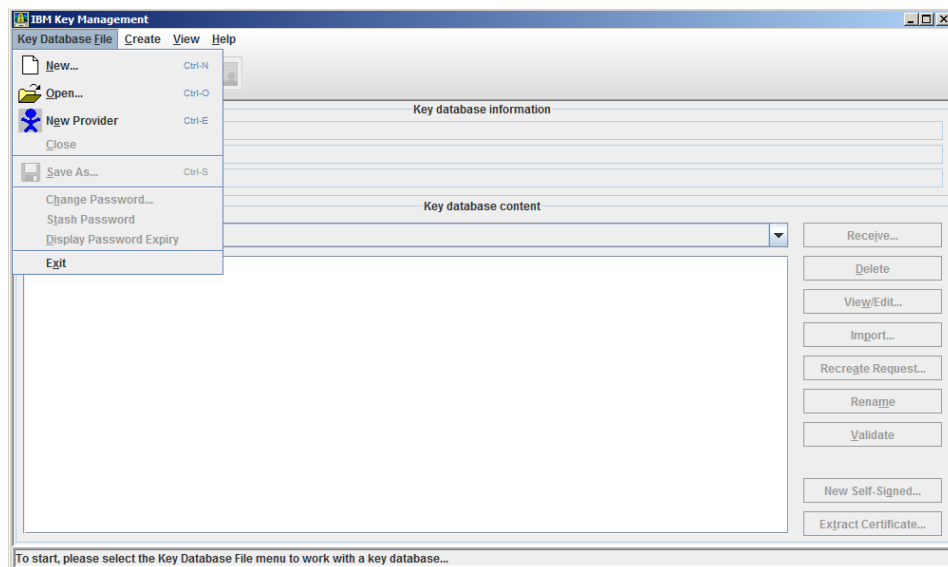 IBM Key Management
Key Database File Create View Help
New... Ctrl-N
Open... Ctrl-O
New Provider Ctrl-E
Close
Save As... Ctrl-S
Change Password...
Stash Password
Display Password Expiry
Exit
Key database information
Key database content
Receive...
Delete
View/Edit...
Import...
Recreate Request...
Rename
Validate
New Self-Signed...
Extract Certificate...
To start, please select the Key Database File menu to work with a key database...